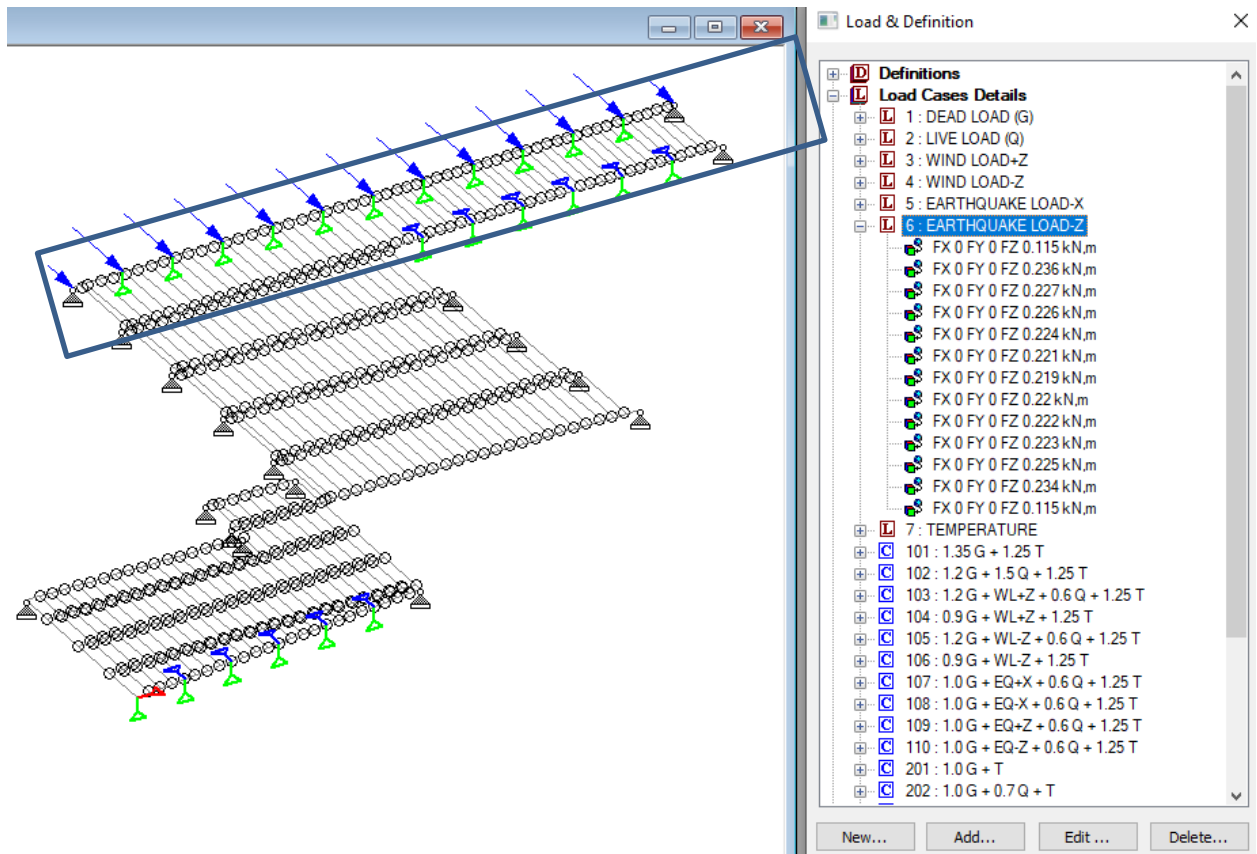 Load & Definition
Definitions
Load Cases Details
1 : DEAD LOAD (G)
2 : LIVE LOAD (Q)
3 : WIND LOAD+Z
4 : WIND LOAD-Z
5 : EARTHQUAKE LOAD-X
6 : EARTHQUAKE LOAD-Z
FX 0 FY 0 FZ 0.115 kN,m
FX 0 FY 0 FZ 0.236 kN,m
FX 0 FY 0 FZ 0.227 kN,m
FX 0 FY 0 FZ 0.226 kN,m
FX 0 FY 0 FZ 0.224 kN,m
FX 0 FY 0 FZ 0.221 kN,m
FX 0 FY 0 FZ 0.219 kN,m
FX 0 FY 0 FZ 0.22 kN,m
FX 0 FY 0 FZ 0.222 kN,m
FX 0 FY 0 FZ 0.223 kN,m
FX 0 FY 0 FZ 0.225 kN,m
FX 0 FY 0 FZ 0.234 kN,m
FX 0 FY 0 FZ 0.115 kN,m
7 : TEMPERATURE
101 : 1.35 G + 1.25 T
102 : 1.2 G + 1.5 Q + 1.25 T
103 : 1.2 G + WL+Z + 0.6 Q + 1.25 T
104 : 0.9 G + WL+Z + 1.25 T
105 : 1.2 G + WL-Z + 0.6 Q + 1.25 T
106 : 0.9 G + WL-Z + 1.25 T
107 : 1.0 G + EQ+X + 0.6 Q + 1.25 T
108 : 1.0 G + EQ-X + 0.6 Q + 1.25 T
109 : 1.0 G + EQ+Z + 0.6 Q + 1.25 T
110 : 1.0 G + EQ-Z + 0.6 Q + 1.25 T
201 : 1.0 G + T
202 : 1.0 G + 0.7 Q + T
New... Add... Edit ... Delete...